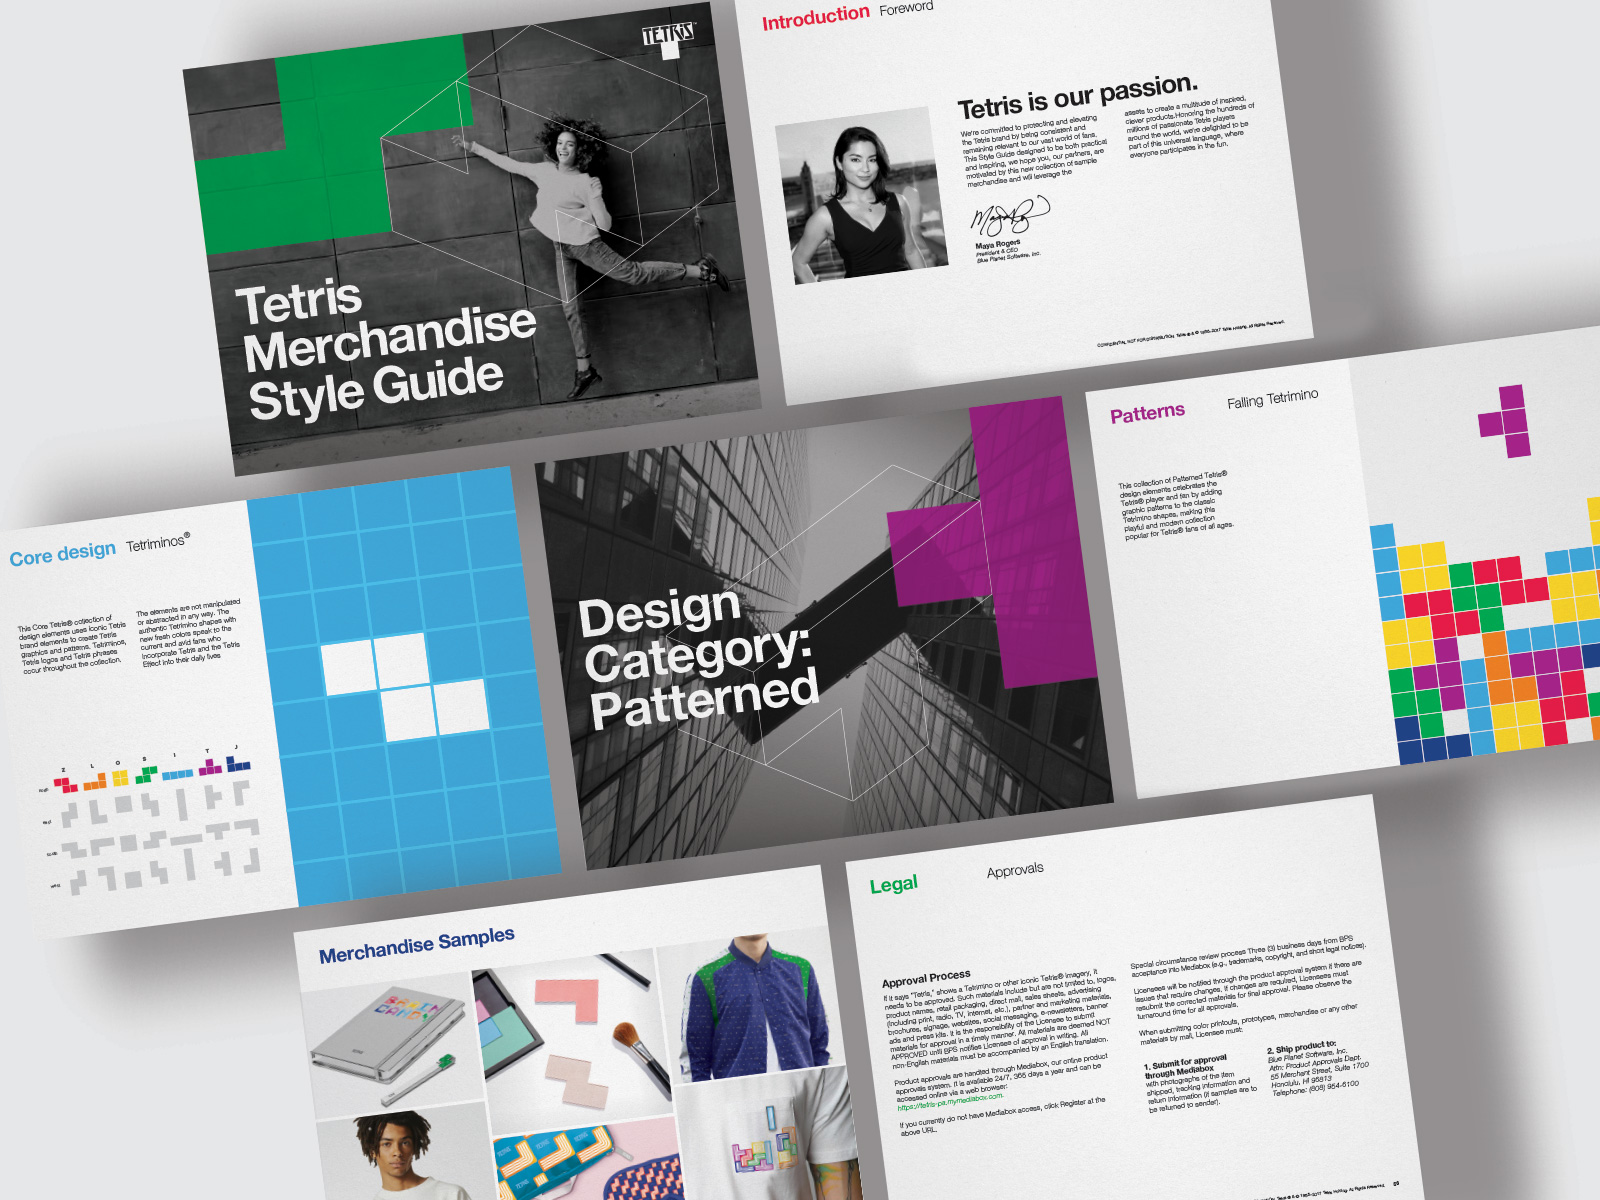 TETRIS
Tetris
Merchandise
Style Guide
Introduction Foreword
Tetris is our passion.
We're committed to protecting and elevating
the Tetris brand by being consistent and
remaining relevant to our vast world of fans.
This Style Guide designed to be both practical
and inspiring, we hope you, our partners, are
motivated by this new collection of sample
merchandise and will leverage the
assets to create a multitude of inspired,
clever products. Honoring the hundreds of
millions of passionate Tetris players
around the world, we're delighted to be
part of this universal language, where
everyone participates in the fun.
Maya Rogers
President & CEO
Blue Planet Software, Inc.
CONFIDENTIAL NOT FOR DISTRIBUTION. Tetris ® & © 1985-2017 Tetris Holding. All Rights Reserved.
Core design Tetriminos®
This Core Tetris® collection of
design elements uses iconic Tetris
brand elements to create Tetris
graphics and patterns. Tetriminos,
Tetris logos and Tetris phrases
occur throughout the collection.
The elements are not manipulated
or abstracted in any way. The
authentic Tetrimino shapes with
new fresh colors speak to the
current and avid fans who
incorporate Tetris and the Tetris
Effect into their daily lives
Z L O S I T J
Design
Category:
Patterned
Patterns Falling Tetrimino
This collection of Patterned Tetris®
design elements celebrates the
Tetris® player and fan by adding
graphic patterns to the classic
Tetrimino shapes, making this
playful and modern collection
popular for Tetris® fans of all ages.
Merchandise Samples
BRAIN
CANDY
Legal Approvals
Approval Process
If it says "Tetris," shows a Tetrimino or other iconic Tetris® imagery, it
needs to be approved. Such materials include but are not limited to, logos,
product names, retail packaging, direct mail, sales sheets, advertising
(including print, radio, TV, internet, etc.), partner and marketing materials,
brochures, signage, websites, social messaging, e-newsletters, banner
ads and press kits. It is the responsibility of the Licensee to submit
materials for approval in a timely manner. All materials are deemed NOT
APPROVED until BPS notifies Licensee of approval in writing. All
non-English materials must be accompanied by an English translation.
Product approvals are handled through Mediabox, our online product
approvals system. It is available 24/7, 365 days a year and can be
accessed online via a web browser:
https://tetris-pa.mymediabox.com.
If you currently do not have Mediabox access, click Register at the
above URL.
Special circumstance review process Three (3) business days from BPS
acceptance into Mediabox (e.g., trademarks, copyright, and short legal notices).
Licensees will be notified through the product approval system if there are
issues that require changes. If changes are required, Licensees must
resubmit the corrected materials for final approval. Please observe the
turnaround time for all approvals.
When submitting color printouts, prototypes, merchandise or any other
materials by mail, Licensee must:
1. Submit for approval
through Mediabox
with photographs of the item
shipped, tracking information and
return information (if samples are to
be returned to sender).
2. Ship product to:
Blue Planet Software, Inc.
Attn: Product Approvals Dept.
55 Merchant Street, Suite 1700
Honolulu, HI 96813
Telephone: (808) 954-6100
Tetris ® & © 1985-2017 Tetris Holding. All Rights Reserved.